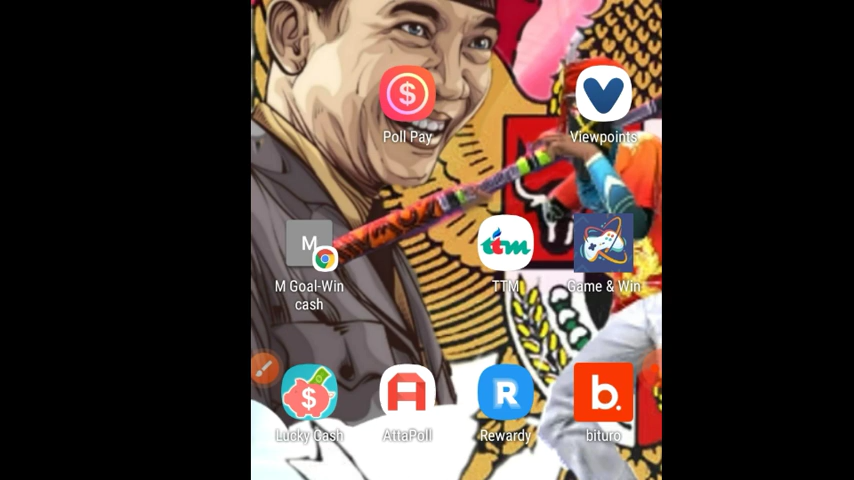 $
Poll Pay
Viewpoints
M
M Goal-Win
cash
ttm
TTM
Game & Win
$
Lucky Cash
AttaPoll
R
Rewardy
b.
bituro